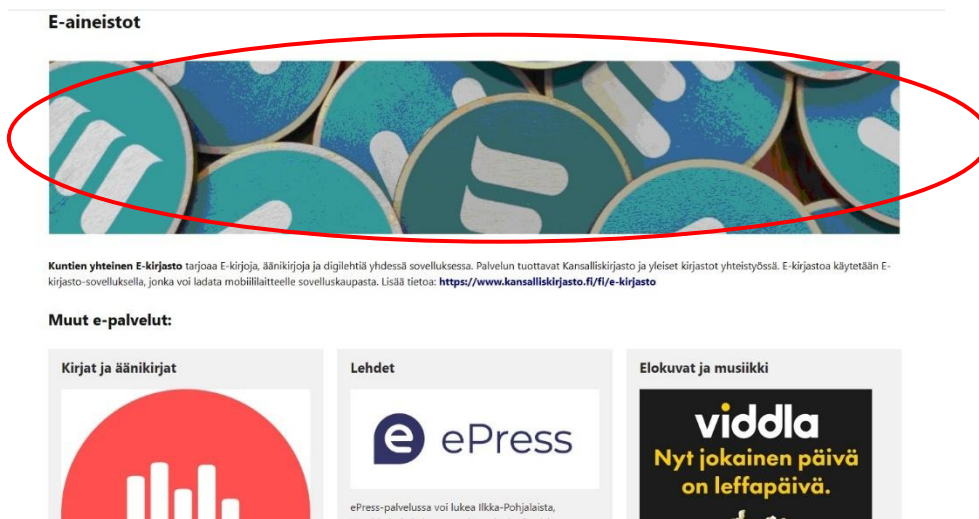 E-aineistot
Kuntien yhteinen E-kirjasto tarjoaa E-kirjoja, äänikirjoja ja digilehtiä yhdessä sovelluksessa. Palvelun tuottavat Kansalliskirjasto ja yleiset kirjastot yhteistyössä. E-kirjastoa käytetään E-
kirjasto-sovelluksella, jonka voi ladata mobiililaitteelle sovelluskaupasta. Lisää tietoa: https://www.kansalliskirjasto.fi/fi/e-kirjasto
Muut e-palvelut:
Kirjat ja äänikirjat
Lehdet
e ePress
ePress-palvelussa voi lukea Ilkka-Pohjalaista,
Elokuvat ja musiikki
viddla
Nyt jokainen päivä
on leffapäivä.